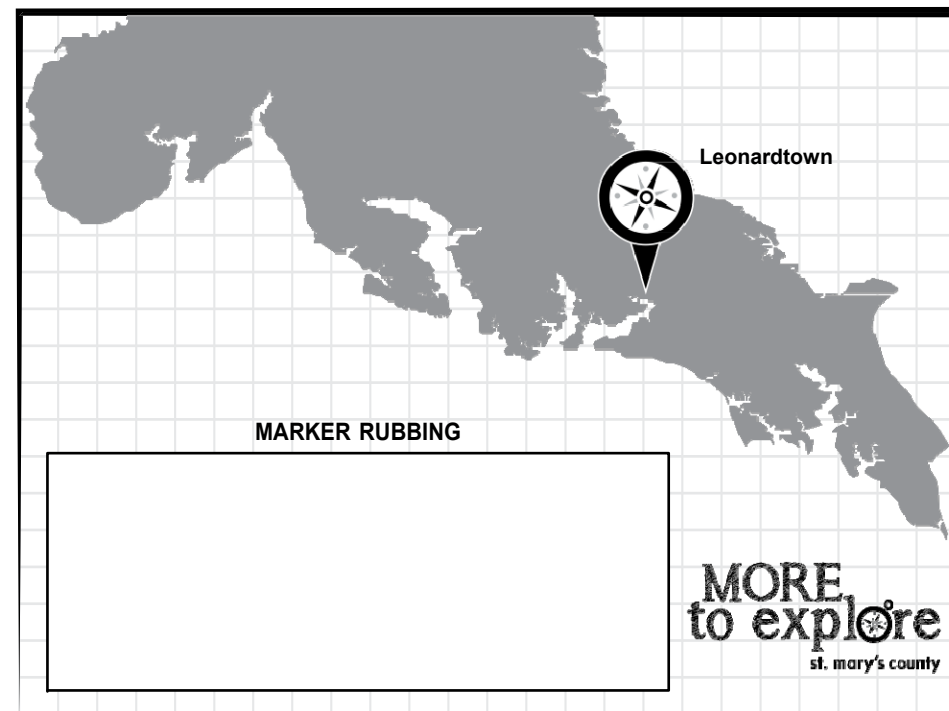 Leonardtown
MARKER RUBBING
MORE
to explore
st. mary's county